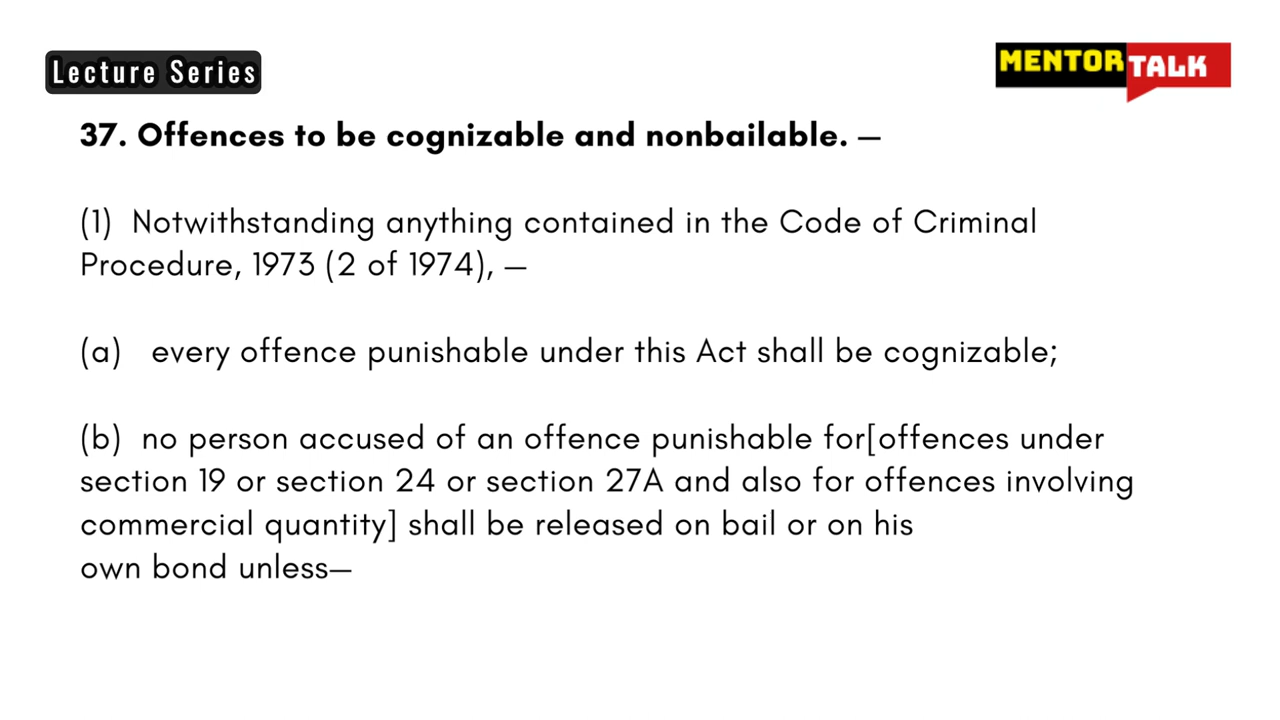 Lecture Series
MENTOR TALK
37. Offences to be cognizable and nonbailable. —
(1) Notwithstanding anything contained in the Code of Criminal
Procedure, 1973 (2 of 1974), —
(a) every offence punishable under this Act shall be cognizable;
(b) no person accused of an offence punishable for[offences under
section 19 or section 24 or section 27A and also for offences involving
commercial quantity] shall be released on bail or on his
own bond unless—